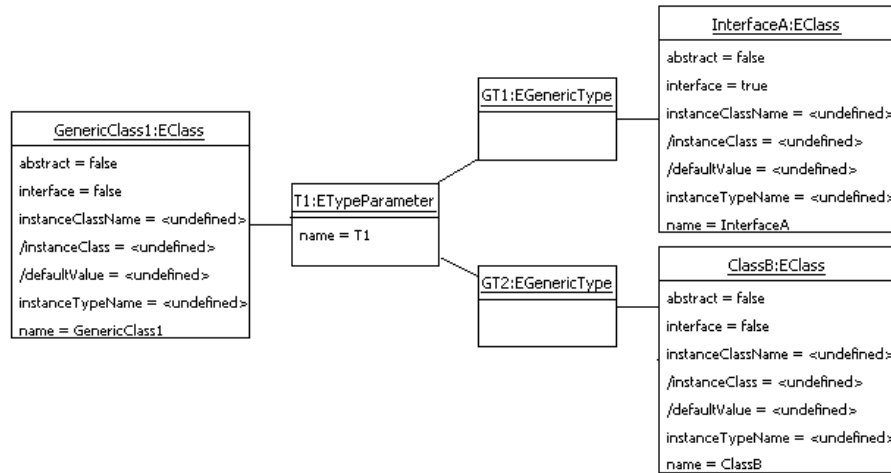 GenericClass1:EClass
abstract = false
interface = false
instanceClassName = <undefined>
/instanceClass = <undefined>
/defaultValue = <undefined>
instanceTypeName = <undefined>
name = GenericClass1
T1:ETypeParameter
name = T1
GT1:EGenericType
GT2:EGenericType
InterfaceA:EClass
abstract = false
interface = true
instanceClassName = <undefined>
/instanceClass = <undefined>
/defaultValue = <undefined>
instanceTypeName = <undefined>
name = InterfaceA
ClassB:EClass
abstract = false
interface = false
instanceClassName = <undefined>
/instanceClass = <undefined>
/defaultValue = <undefined>
instanceTypeName = <undefined>
name = ClassB